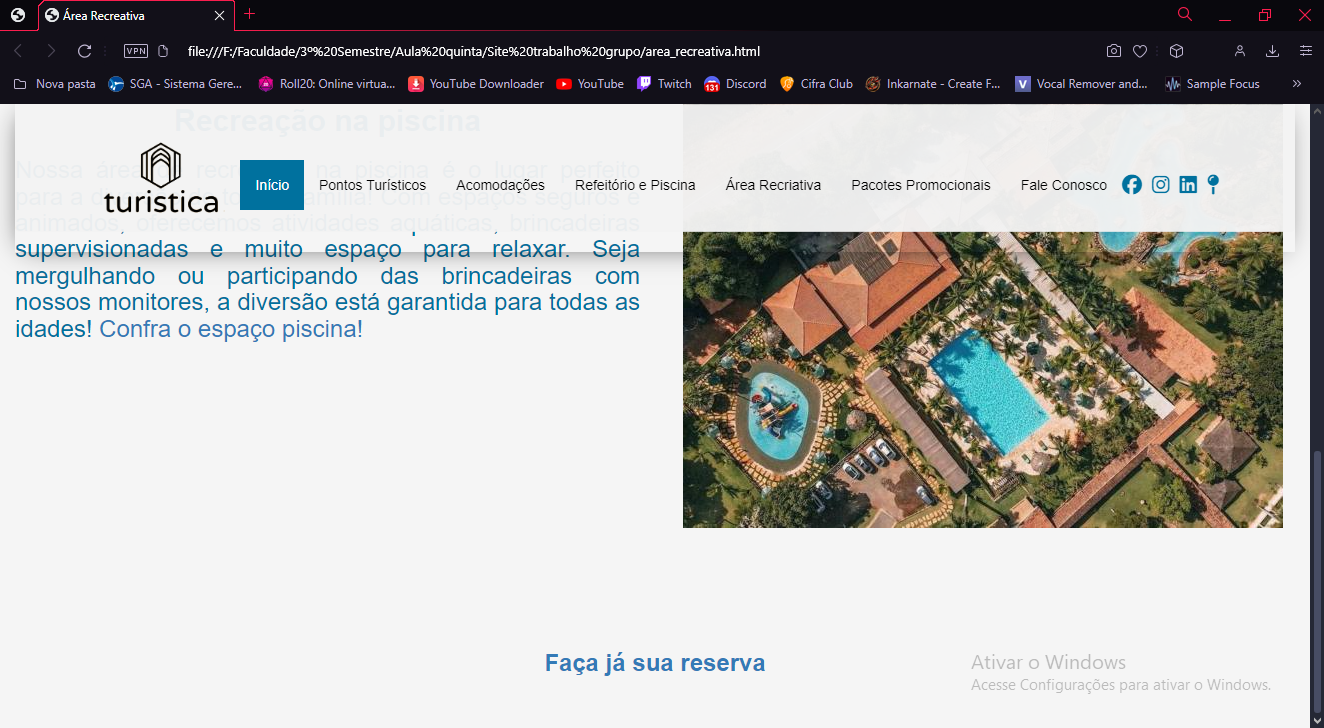 Área Recreativa
VPN
file:///F:/Faculdade/3º%20Semestre/Aula%20quinta/Site%20trabalho%20grupo/area_recreativa.html
Nova pasta SGA - Sistema Gere... Roll20: Online virtua... YouTube Downloader YouTube Twitch 131 Discord Cifra Club Inkarnate - Create F... V Vocal Remover and... Sample Focus »
Recreação na piscina
Nossa área de recreação na piscina é o lugar perfeito
para a diversão de toda a família! Com espaços seguros e
animados, oferecemos atividades aquáticas, brincadeiras
turistica
Início Pontos Turísticos Acomodações Refeitório e Piscina Área Recriativa Pacotes Promocionais Fale Conosco
supervisionadas e muito espaço para relaxar. Seja
mergulhando ou participando das brincadeiras com
nossos monitores, a diversão está garantida para todas as
idades! Confra o espaço piscina!
Faça já sua reserva
Ativar o Windows
Acesse Configurações para ativar o Windows.